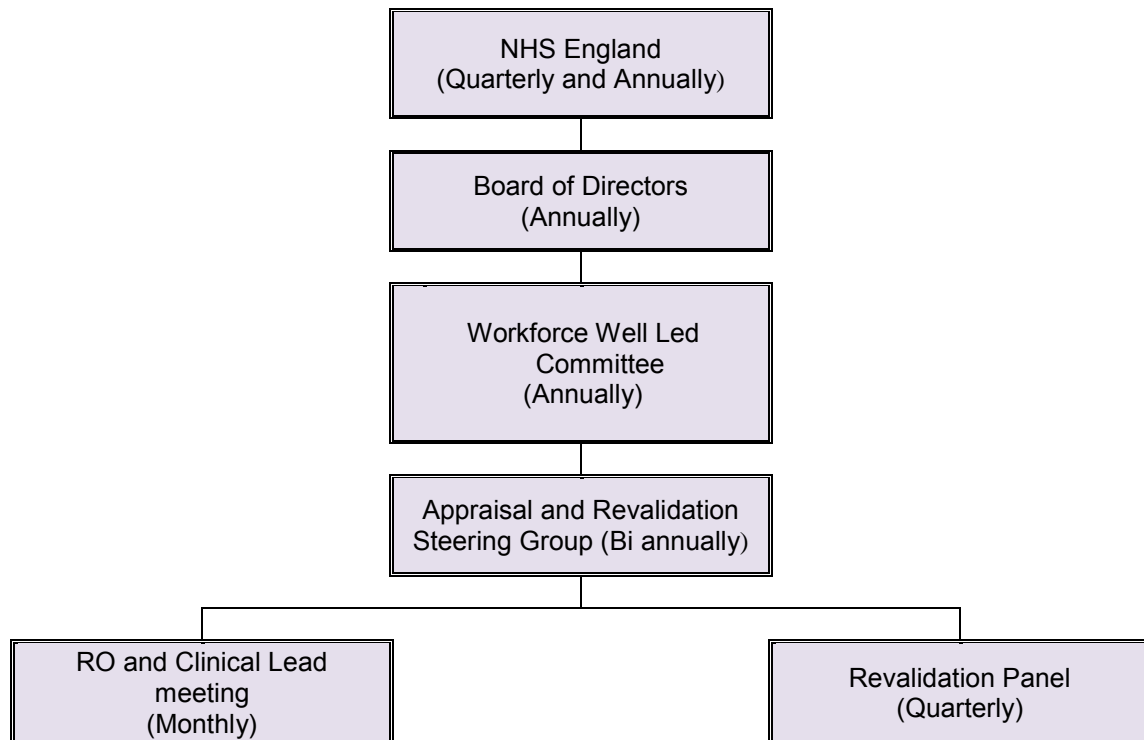 NHS England
(Quarterly and Annually)
Board of Directors
(Annually)
Workforce Well Led
Committee
(Annually)
Appraisal and Revalidation
Steering Group (Bi annually)
RO and Clinical Lead
meeting
(Monthly)
Revalidation Panel
(Quarterly)